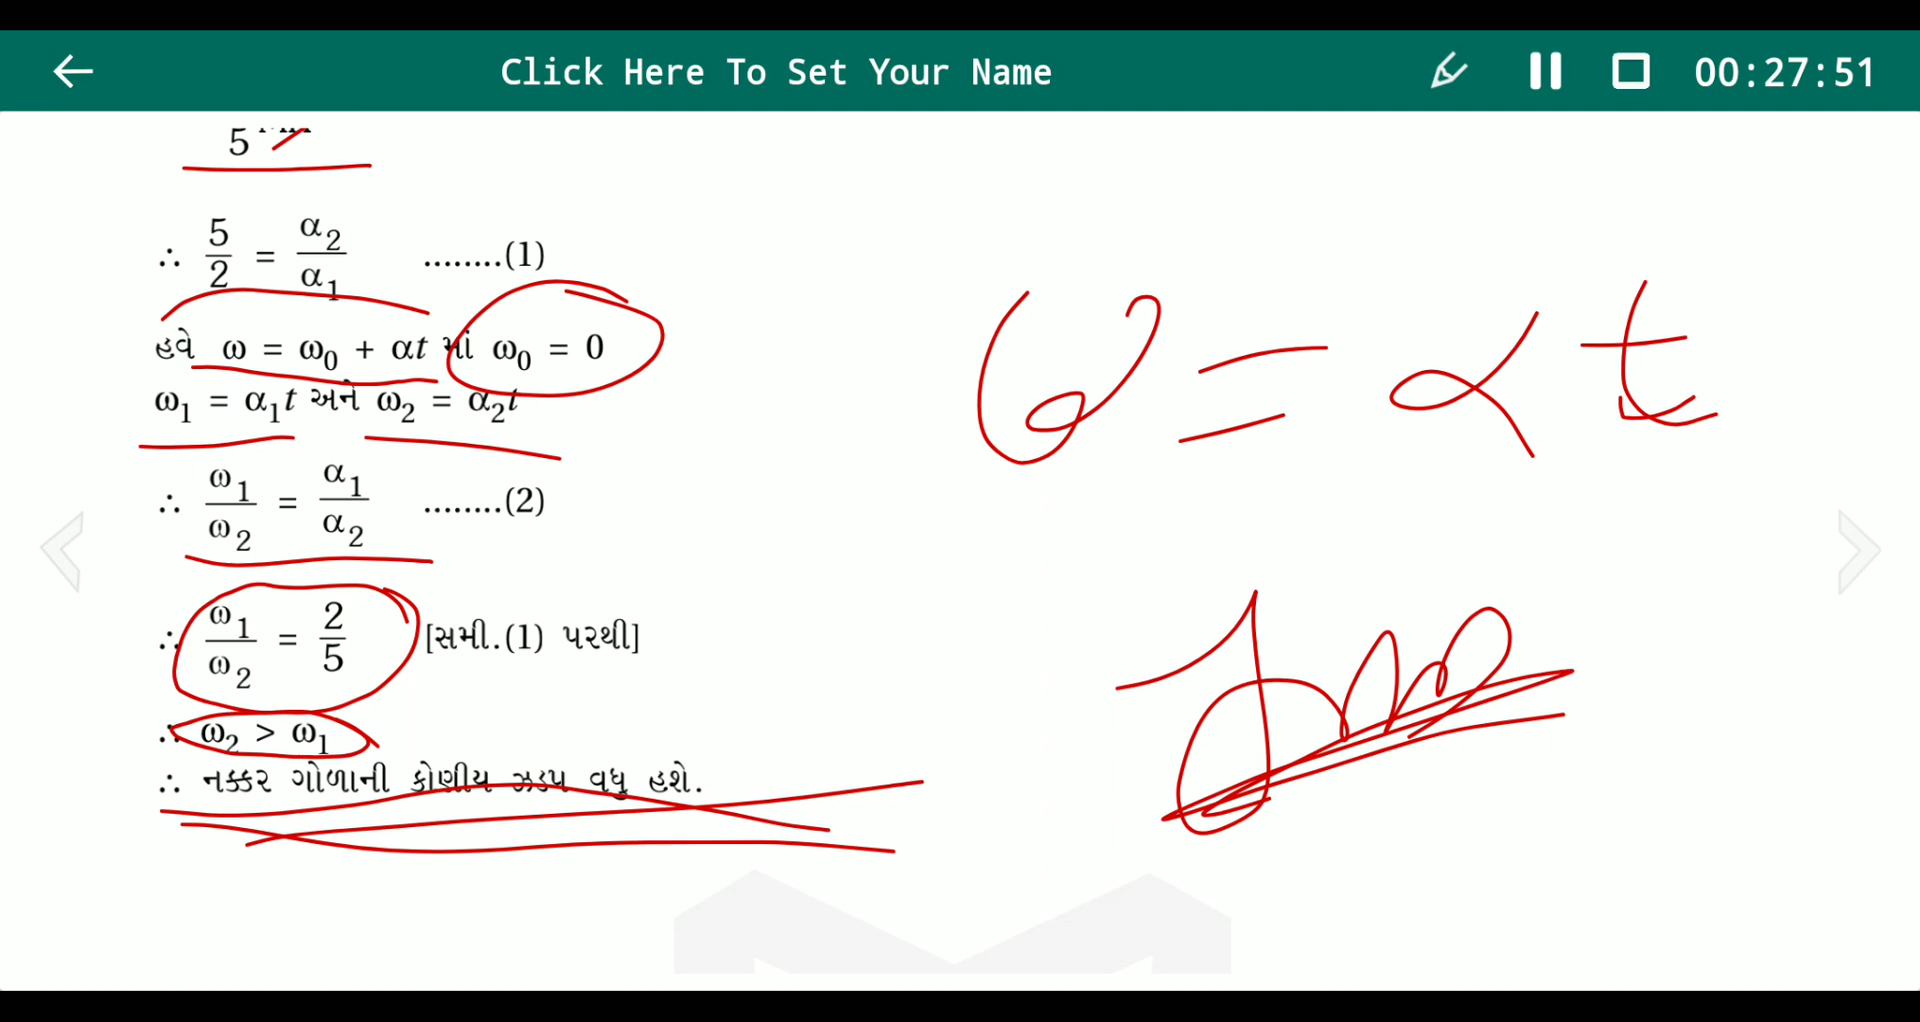 Click Here To Set Your Name 00:27:51
5
∴ 5/2 = α2/α1 ........(1)
હવે ω = ω0 + αt માં ω0 = 0
ω1 = α1t અને ω2 = α2t
∴ ω1/ω2 = α1/α2 ........(2)
∴ ω1/ω2 = 2/5 [સમી.(1) પરથી]
∴ ω2 > ω1
∴ નક્કર ગોળાની કોણીય ઝડપ વધુ હશે.
ω = α t